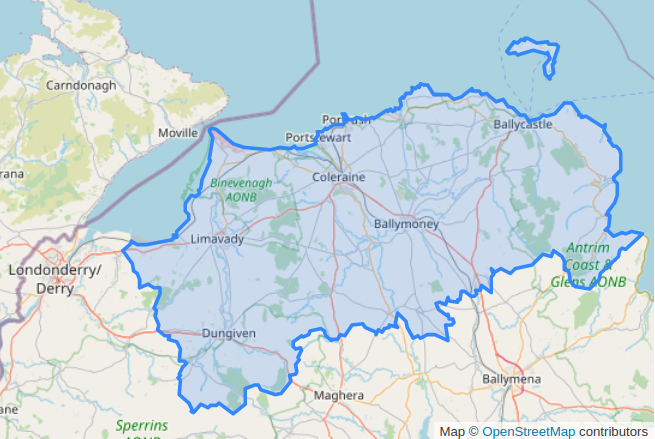 Carndonagh
Moville
Portrush
Portstewart
Ballycastle
rana
Coleraine
Binevenagh
AONB
Ballymoney
Limavady
Londonderry/
Derry
Antrim
Coast &
Glens AONB
Dungiven
Ballymena
Maghera
Sperrins
AONB
ane
Map © OpenStreetMap contributors